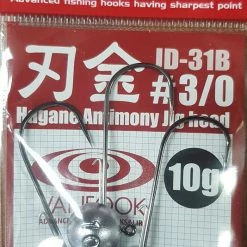 Advanced fishing hooks having sharpest point
刃金 JD-31B
#3/0
Hagane Antimony Jig head
10g